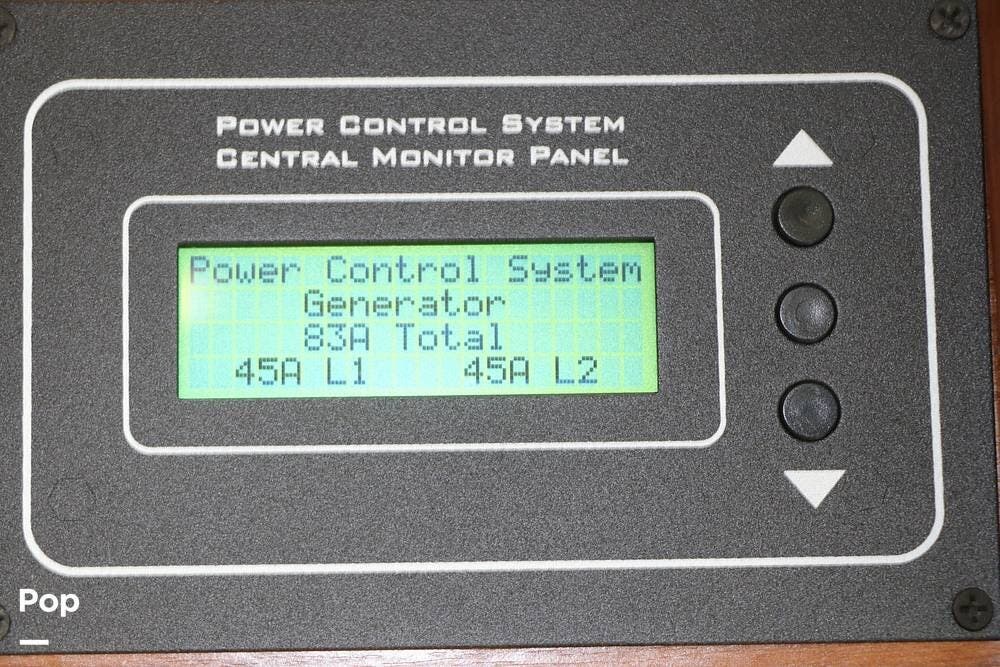 POWER CONTROL SYSTEM
CENTRAL MONITOR PANEL
Power Control System
Generator
83A Total
45A L1 45A L2
Pop